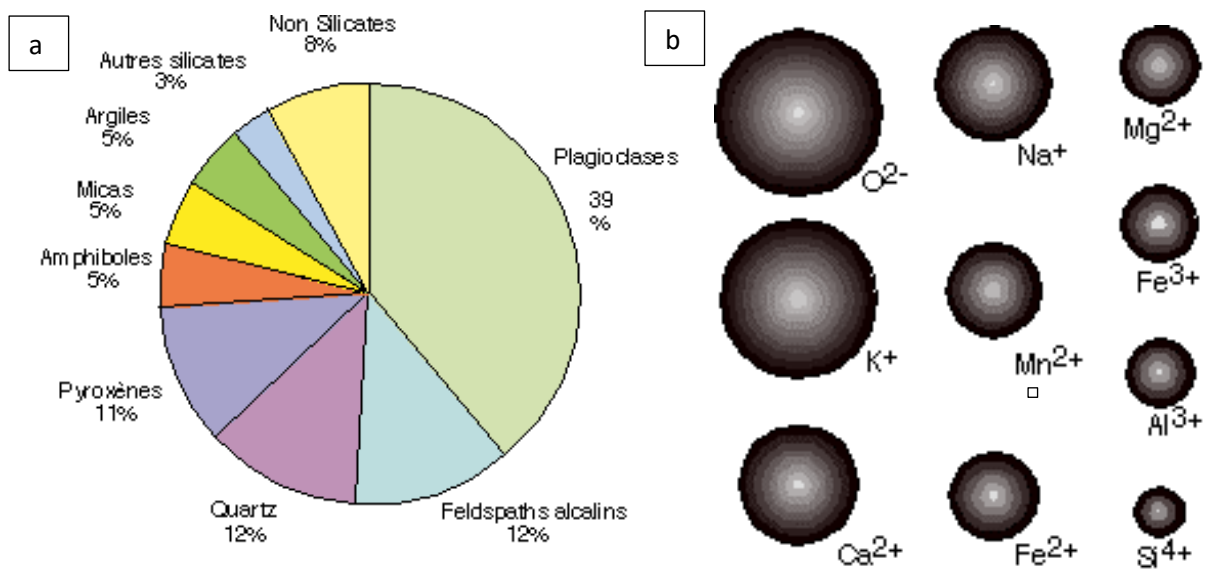 a
Non Silicates
8%
Autres silicates
3%
Argiles
5%
Micas
5%
Amphiboles
5%
Pyroxènes
11%
Quartz
12%
Feldspaths alcalins
12%
Plagioclases
39
%
b
O2-
Na+
Mg2+
K+
Mn2+
Fe3+
Al3+
Ca2+
Fe2+
Si4+